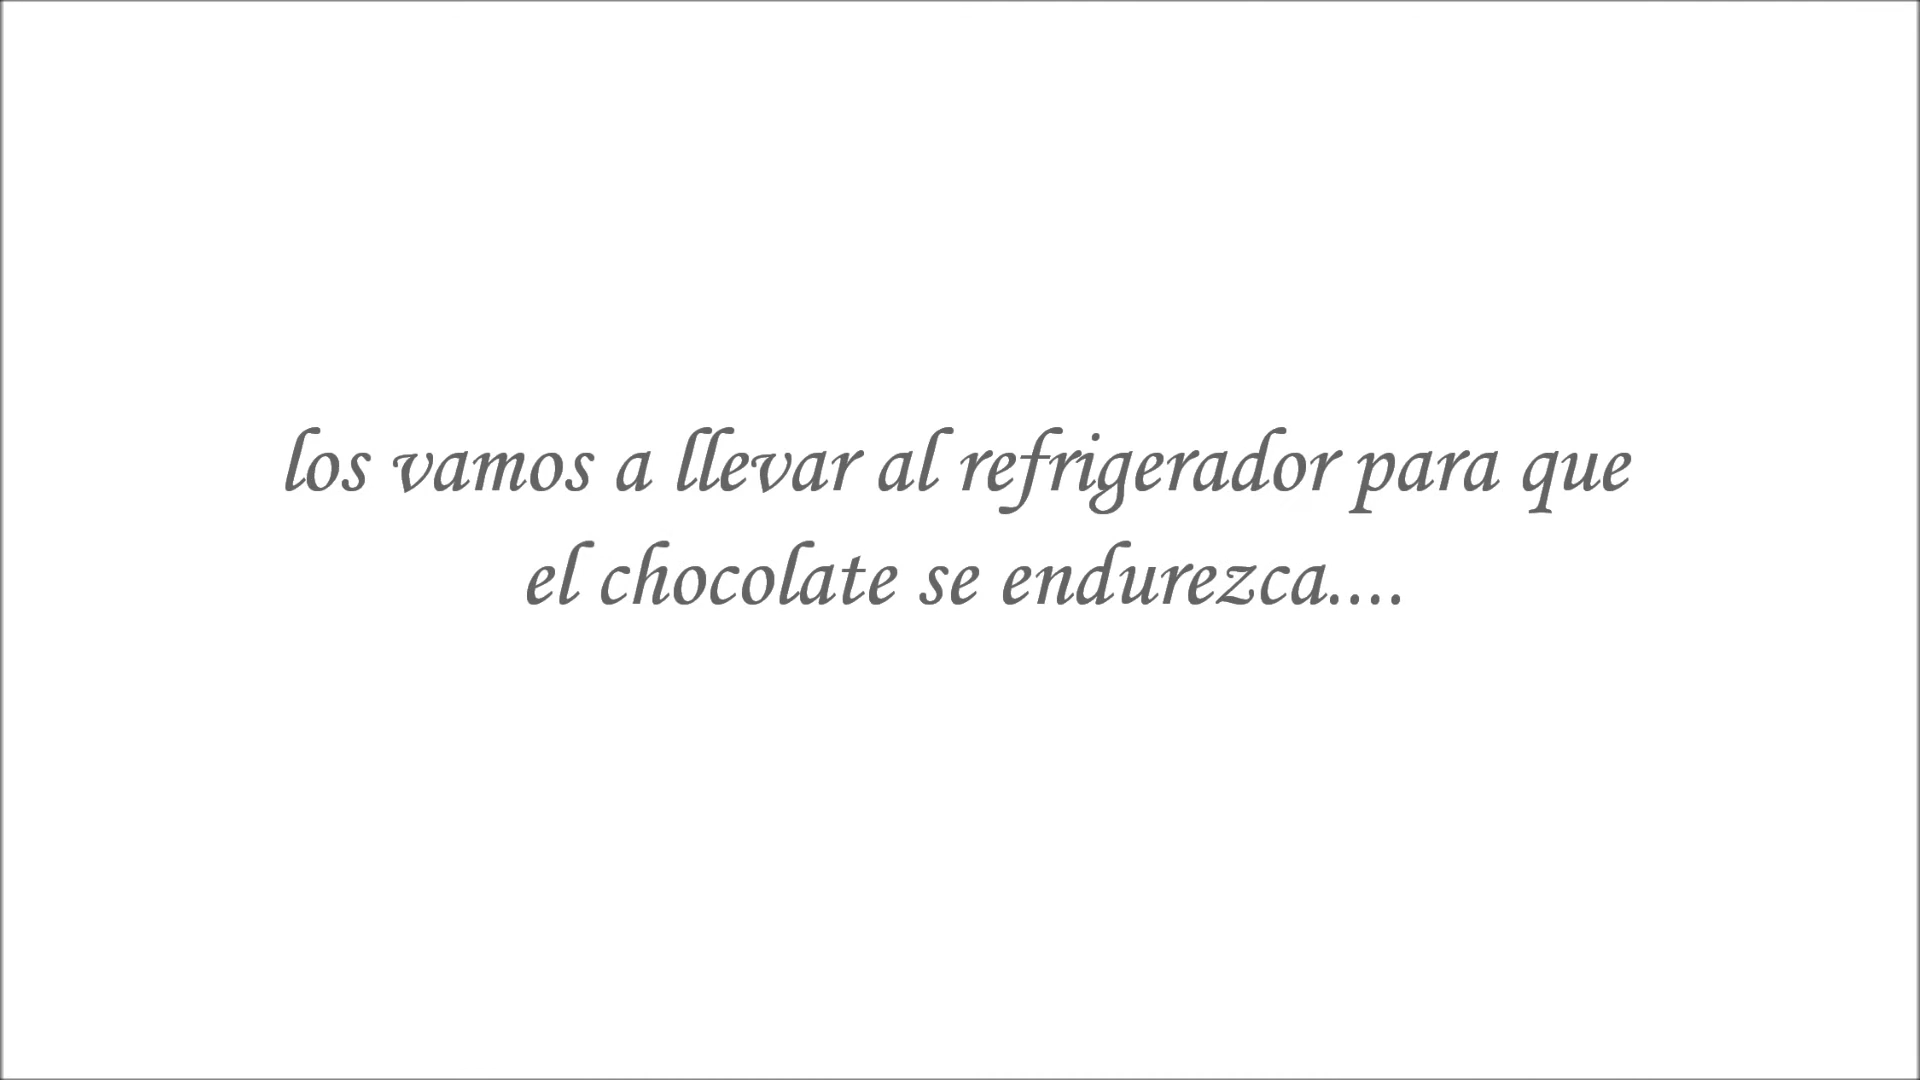 los vamos a llevar al refrigerador para que
el chocolate se endurezca....